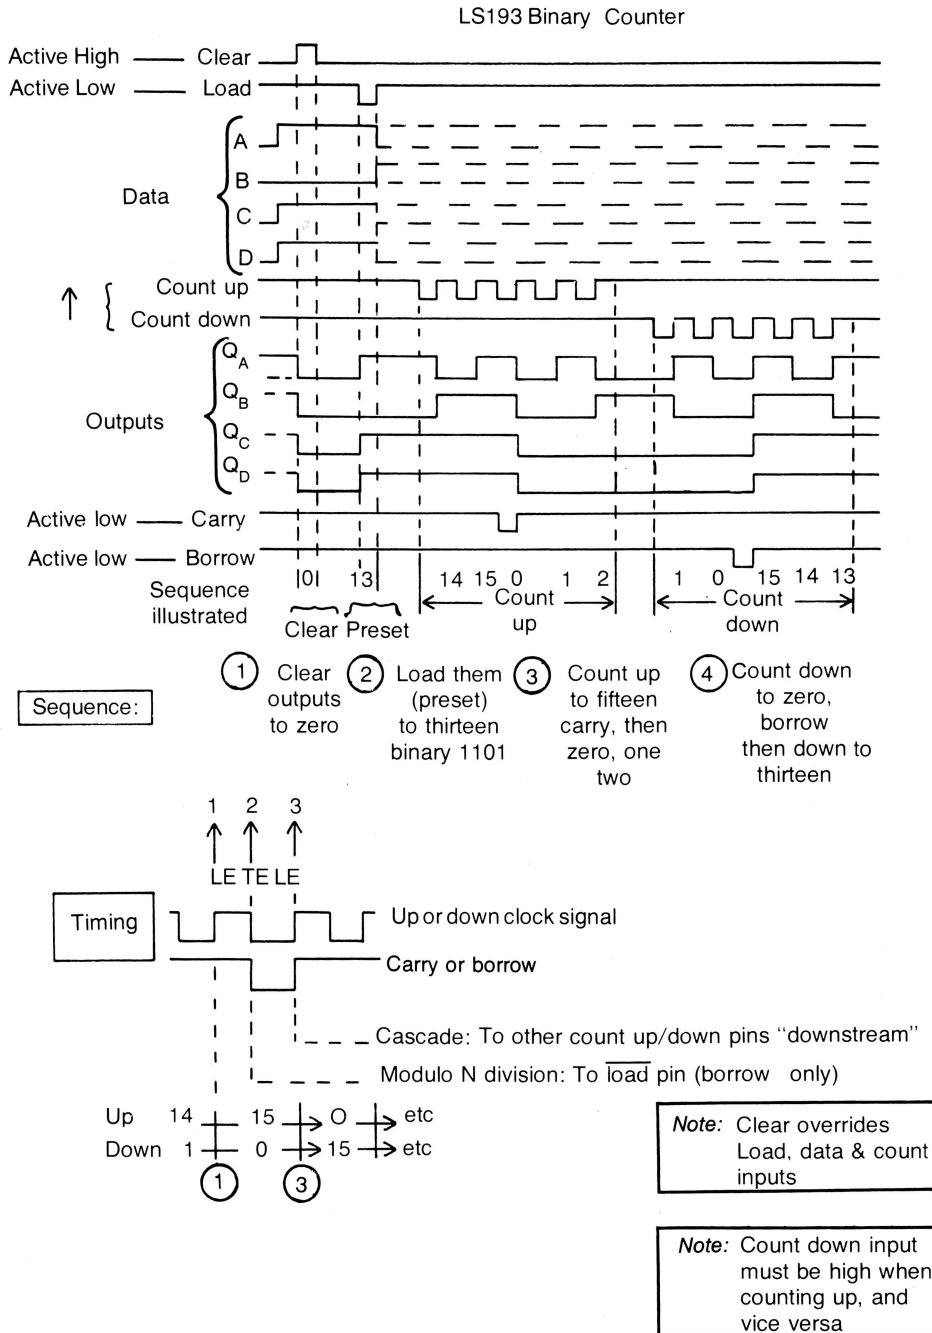 LS193 Binary Counter
Active High — Clear
Active Low — Load
A
B
Data
C
D
Count up
↑ {
Count down
QA
QB
Outputs
QC
QD
Active low — Carry
Active low — Borrow
Sequence illustrated
0 13 14 15 0 1 2 1 0 15 14 13
Clear Preset
Count up
Count down
Sequence:
1 Clear
outputs
to zero
2 Load them
(preset)
to thirteen
binary 1101
3 Count up
to fifteen
carry, then
zero, one
two
4 Count down
to zero,
borrow
then down to
thirteen
1 2 3
LE TE LE
Timing
Up or down clock signal
Carry or borrow
Cascade: To other count up/down pins "downstream"
Modulo N division: To load pin (borrow only)
Up 14 15 O etc
Down 1 0 15 etc
1 3
Note: Clear overrides
Load, data & count
inputs
Note: Count down input
must be high when
counting up, and
vice versa